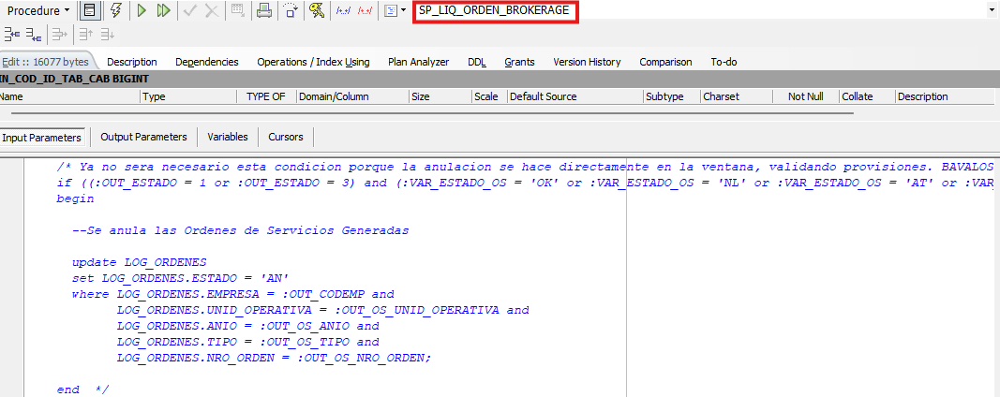 Procedure SP_LIQ_ORDEN_BROKERAGE
Edit :: 16077 bytes Description Dependencies Operations / Index Using Plan Analyzer DDL Grants Version History Comparison To-do
IN_COD_ID_TAB_CAB BIGINT
Name Type TYPE OF Domain/Column Size Scale Default Source Subtype Charset Not Null Collate Description
Input Parameters Output Parameters Variables Cursors
/* Ya no sera necesario esta condicion porque la anulacion se hace directamente en la ventana, validando provisiones. BAVALOS
if ((:OUT_ESTADO = 1 or :OUT_ESTADO = 3) and (:VAR_ESTADO_OS = 'OK' or :VAR_ESTADO_OS = 'NL' or :VAR_ESTADO_OS = 'AT' or :VAR_
begin
--Se anula las Ordenes de Servicios Generadas
update LOG_ORDENES
set LOG_ORDENES.ESTADO = 'AN'
where LOG_ORDENES.EMPRESA = :OUT_CODEMP and
LOG_ORDENES.UNID_OPERATIVA = :OUT_OS_UNID_OPERATIVA and
LOG_ORDENES.ANIO = :OUT_OS_ANIO and
LOG_ORDENES.TIPO = :OUT_OS_TIPO and
LOG_ORDENES.NRO_ORDEN = :OUT_OS_NRO_ORDEN;
end */